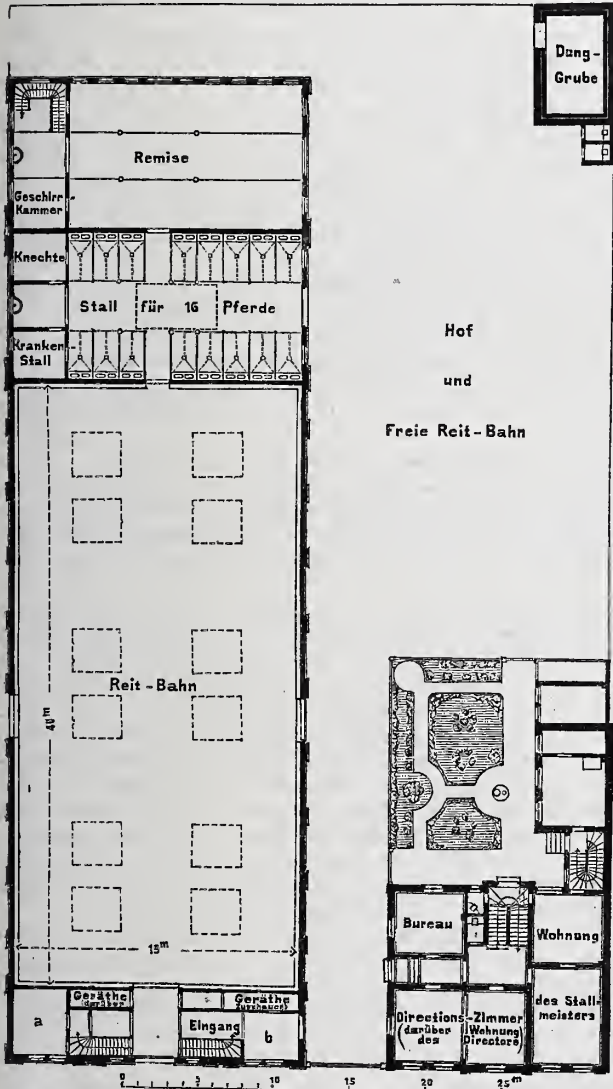 Dung-
Grube
Remise
Geschirr-
Kammer
Knechte
Stall für 16 Pferde
Kranken-
Stall
Hof
und
Freie Reit-Bahn
Reit-Bahn
40m
15m
Bureau
Wohnung
des Stall-
meisters
Geräthe
(darüber
Geräthe
Zuschauer)
a
Eingang
b
Directions-Zimmer
(darüber Wohnung)
des Directors
0 5 10 15 20 25m